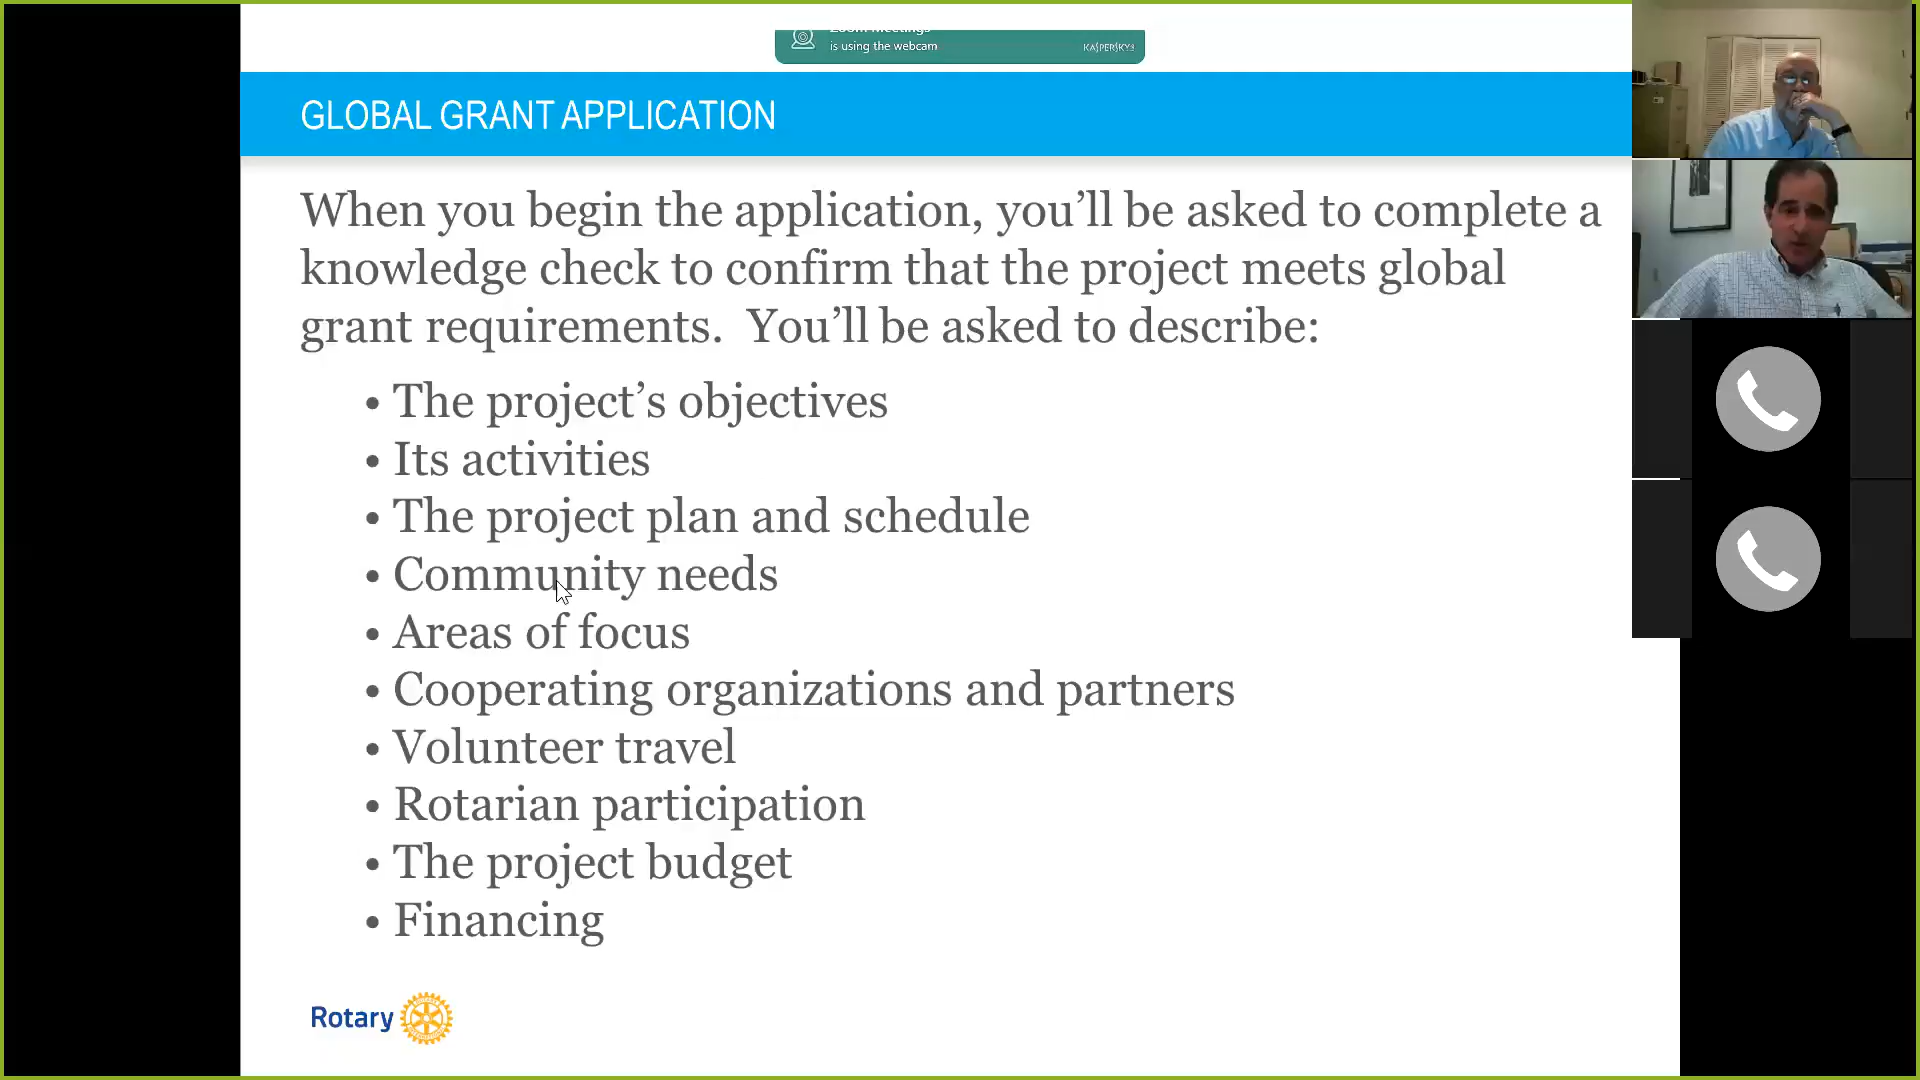 Zoom Meetings
is using the webcam
KASPERSKY
GLOBAL GRANT APPLICATION
When you begin the application, you’ll be asked to complete a
knowledge check to confirm that the project meets global
grant requirements.  You’ll be asked to describe:
• The project’s objectives
• Its activities
• The project plan and schedule
• Community needs
• Areas of focus
• Cooperating organizations and partners
• Volunteer travel
• Rotarian participation
• The project budget
• Financing
Rotary